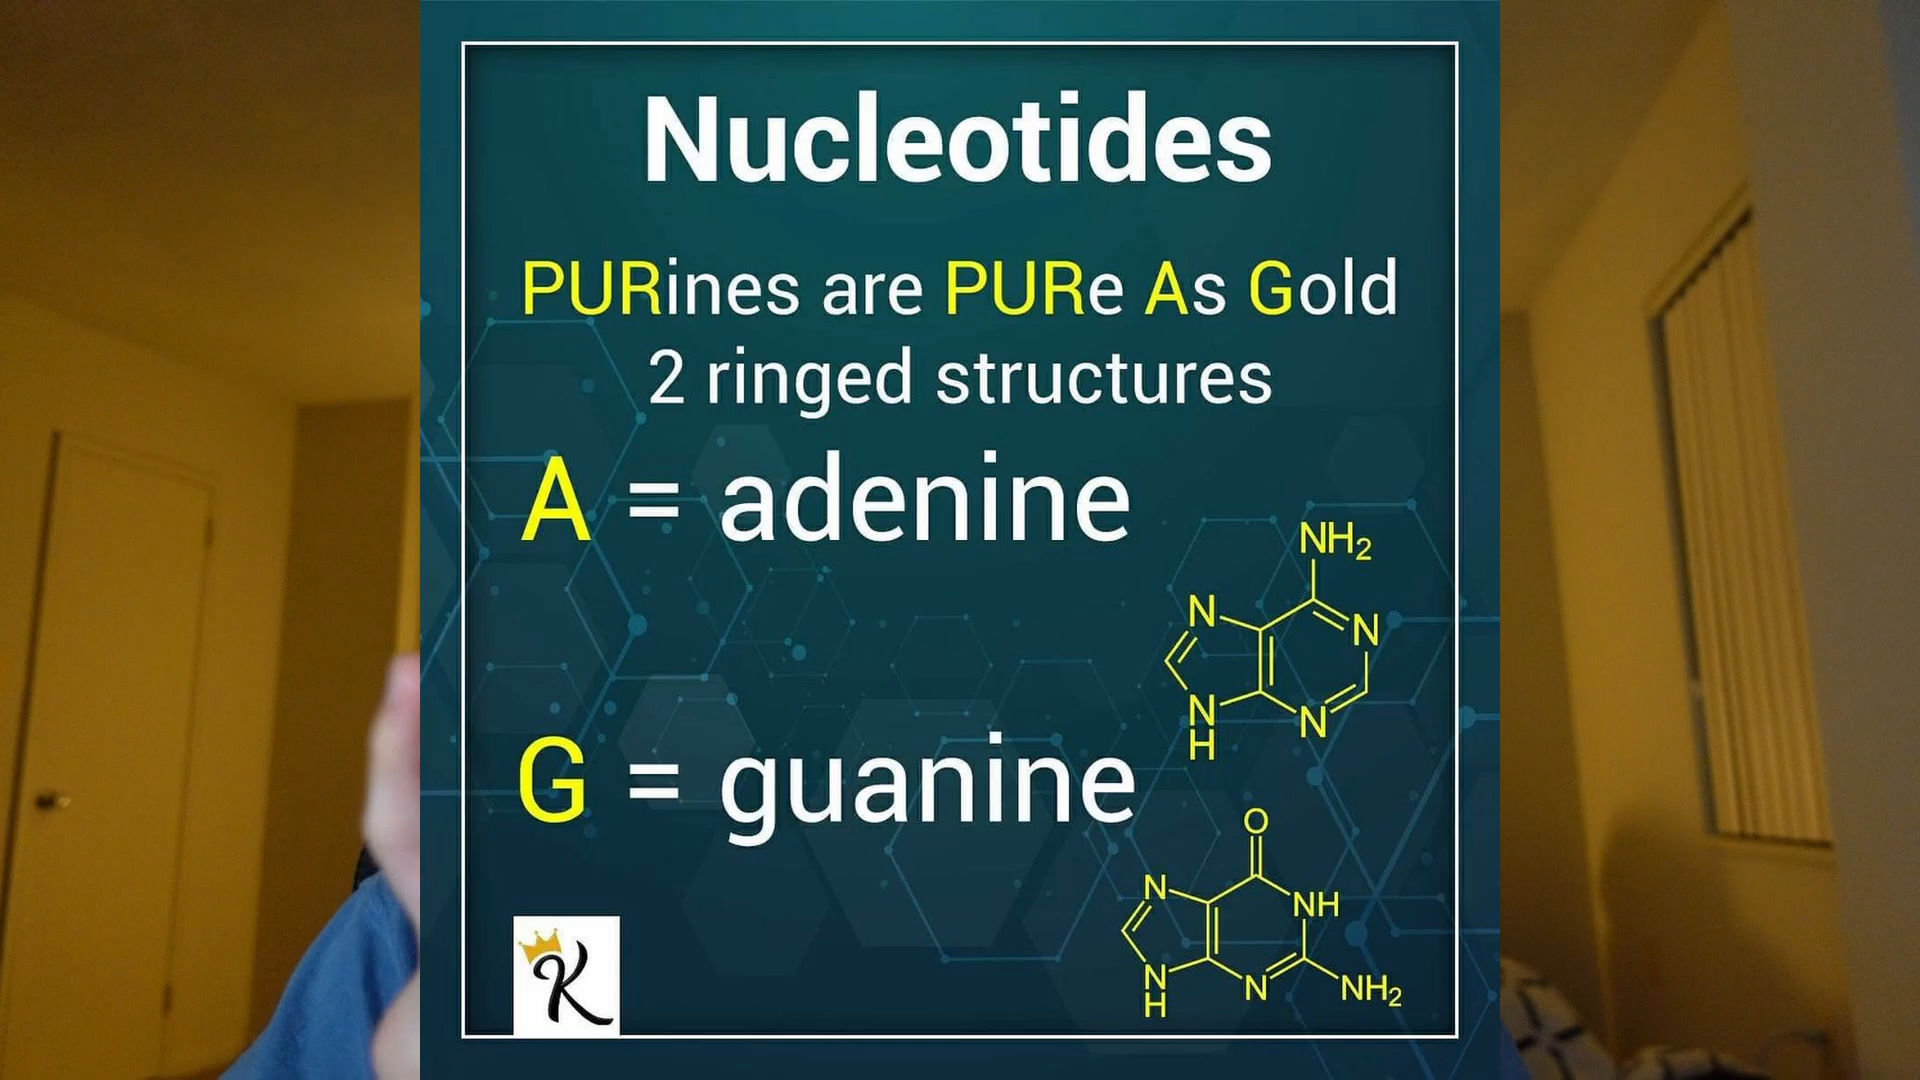 Nucleotides
PURines are PURe As Gold
2 ringed structures
A = adenine
NH₂
N
N
N
H
N
G = guanine
O
N
NH
N
H
N
NH₂
K